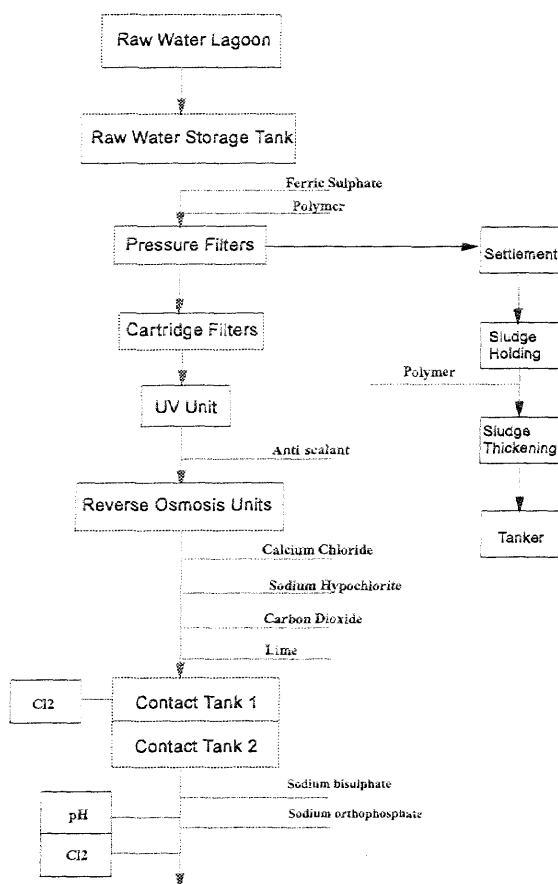 Raw Water Lagoon
Raw Water Storage Tank
Ferric Sulphate
Polymer
Pressure Filters
Settlement
Cartridge Filters
Sludge
Holding
Polymer
UV Unit
Sludge
Thickening
Anti scalant
Reverse Osmosis Units
Tanker
Calcium Chloride
Sodium Hypochlorite
Carbon Dioxide
Lime
Cl2
Contact Tank 1
Contact Tank 2
Sodium bisulphate
pH
Sodium orthophosphate
Cl2